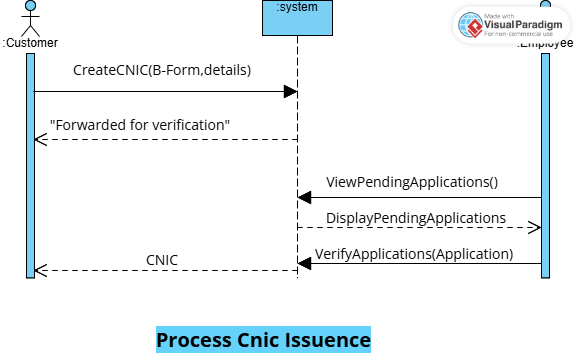 :system
Made with
Visual Paradigm
For non-commercial use
:Customer
:Employee
CreateCNIC(B-Form,details)
"Forwarded for verification"
ViewPendingApplications()
DisplayPendingApplications
VerifyApplications(Application)
CNIC
Process Cnic Issuence